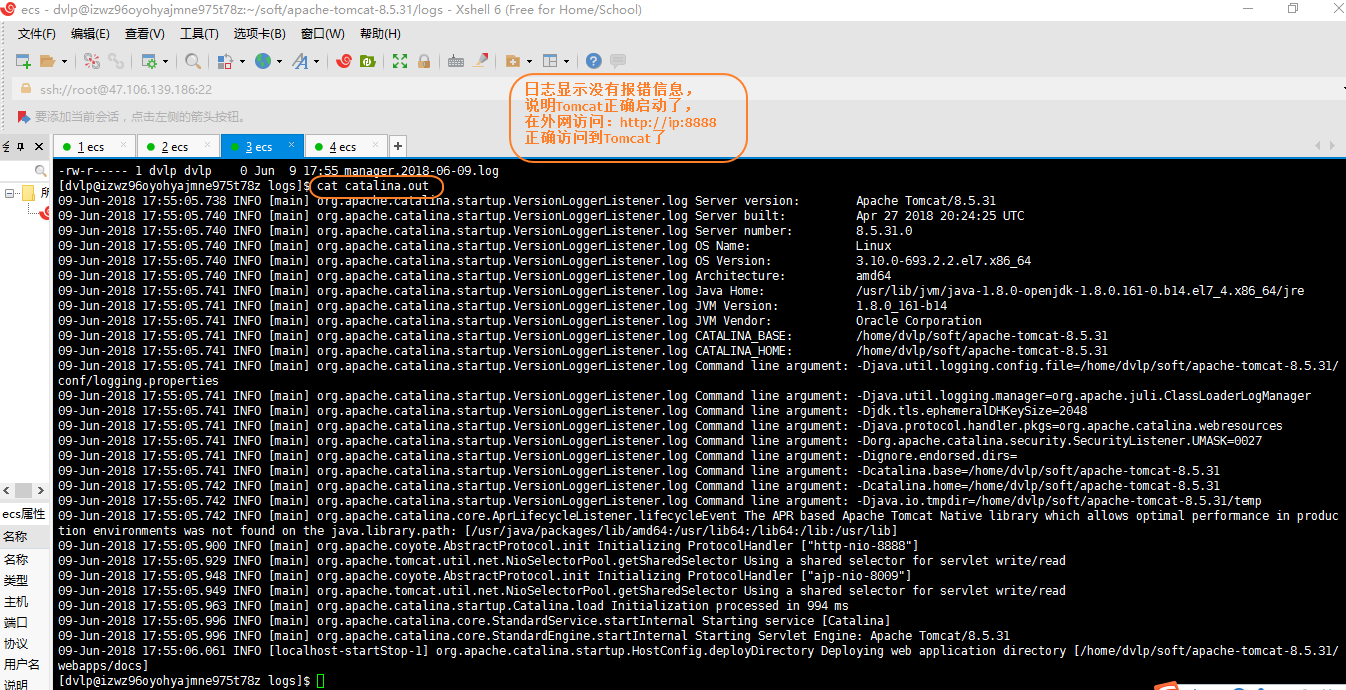 ecs - dvlp@izwz96oyohyajmne975t78z:~/soft/apache-tomcat-8.5.31/logs - Xshell 6 (Free for Home/School)
文件(F) 编辑(E) 查看(V) 工具(T) 选项卡(B) 窗口(W) 帮助(H)
ssh://root@47.106.139.186:22
要添加当前会话，点击左侧的箭头按钮。
日志显示没有报错信息，
说明Tomcat正确启动了，
在外网访问：http://ip:8888
正确访问到Tomcat了
1 ecs 2 ecs 3 ecs 4 ecs
所
-rw-r----- 1 dvlp dvlp    0 Jun  9 17:55 manager.2018-06-09.log
[dvlp@izwz96oyohyajmne975t78z logs]$ cat catalina.out
09-Jun-2018 17:55:05.738 INFO [main] org.apache.catalina.startup.VersionLoggerListener.log Server version:        Apache Tomcat/8.5.31
09-Jun-2018 17:55:05.740 INFO [main] org.apache.catalina.startup.VersionLoggerListener.log Server built:          Apr 27 2018 20:24:25 UTC
09-Jun-2018 17:55:05.740 INFO [main] org.apache.catalina.startup.VersionLoggerListener.log Server number:         8.5.31.0
09-Jun-2018 17:55:05.740 INFO [main] org.apache.catalina.startup.VersionLoggerListener.log OS Name:               Linux
09-Jun-2018 17:55:05.740 INFO [main] org.apache.catalina.startup.VersionLoggerListener.log OS Version:            3.10.0-693.2.2.el7.x86_64
09-Jun-2018 17:55:05.740 INFO [main] org.apache.catalina.startup.VersionLoggerListener.log Architecture:          amd64
09-Jun-2018 17:55:05.741 INFO [main] org.apache.catalina.startup.VersionLoggerListener.log Java Home:             /usr/lib/jvm/java-1.8.0-openjdk-1.8.0.161-0.b14.el7_4.x86_64/jre
09-Jun-2018 17:55:05.741 INFO [main] org.apache.catalina.startup.VersionLoggerListener.log JVM Version:           1.8.0_161-b14
09-Jun-2018 17:55:05.741 INFO [main] org.apache.catalina.startup.VersionLoggerListener.log JVM Vendor:            Oracle Corporation
09-Jun-2018 17:55:05.741 INFO [main] org.apache.catalina.startup.VersionLoggerListener.log CATALINA_BASE:         /home/dvlp/soft/apache-tomcat-8.5.31
09-Jun-2018 17:55:05.741 INFO [main] org.apache.catalina.startup.VersionLoggerListener.log CATALINA_HOME:         /home/dvlp/soft/apache-tomcat-8.5.31
09-Jun-2018 17:55:05.741 INFO [main] org.apache.catalina.startup.VersionLoggerListener.log Command line argument: -Djava.util.logging.config.file=/home/dvlp/soft/apache-tomcat-8.5.31/
conf/logging.properties
09-Jun-2018 17:55:05.741 INFO [main] org.apache.catalina.startup.VersionLoggerListener.log Command line argument: -Djava.util.logging.manager=org.apache.juli.ClassLoaderLogManager
09-Jun-2018 17:55:05.741 INFO [main] org.apache.catalina.startup.VersionLoggerListener.log Command line argument: -Djdk.tls.ephemeralDHKeySize=2048
09-Jun-2018 17:55:05.741 INFO [main] org.apache.catalina.startup.VersionLoggerListener.log Command line argument: -Djava.protocol.handler.pkgs=org.apache.catalina.webresources
09-Jun-2018 17:55:05.741 INFO [main] org.apache.catalina.startup.VersionLoggerListener.log Command line argument: -Dorg.apache.catalina.security.SecurityListener.UMASK=0027
09-Jun-2018 17:55:05.741 INFO [main] org.apache.catalina.startup.VersionLoggerListener.log Command line argument: -Dignore.endorsed.dirs=
09-Jun-2018 17:55:05.741 INFO [main] org.apache.catalina.startup.VersionLoggerListener.log Command line argument: -Dcatalina.base=/home/dvlp/soft/apache-tomcat-8.5.31
09-Jun-2018 17:55:05.742 INFO [main] org.apache.catalina.startup.VersionLoggerListener.log Command line argument: -Dcatalina.home=/home/dvlp/soft/apache-tomcat-8.5.31
09-Jun-2018 17:55:05.742 INFO [main] org.apache.catalina.startup.VersionLoggerListener.log Command line argument: -Djava.io.tmpdir=/home/dvlp/soft/apache-tomcat-8.5.31/temp
09-Jun-2018 17:55:05.742 INFO [main] org.apache.catalina.core.AprLifecycleListener.lifecycleEvent The APR based Apache Tomcat Native library which allows optimal performance in produc
tion environments was not found on the java.library.path: [/usr/java/packages/lib/amd64:/usr/lib64:/lib64:/lib:/usr/lib]
09-Jun-2018 17:55:05.900 INFO [main] org.apache.coyote.AbstractProtocol.init Initializing ProtocolHandler ["http-nio-8888"]
09-Jun-2018 17:55:05.929 INFO [main] org.apache.tomcat.util.net.NioSelectorPool.getSharedSelector Using a shared selector for servlet write/read
09-Jun-2018 17:55:05.948 INFO [main] org.apache.coyote.AbstractProtocol.init Initializing ProtocolHandler ["ajp-nio-8009"]
09-Jun-2018 17:55:05.949 INFO [main] org.apache.tomcat.util.net.NioSelectorPool.getSharedSelector Using a shared selector for servlet write/read
09-Jun-2018 17:55:05.963 INFO [main] org.apache.catalina.startup.Catalina.load Initialization processed in 994 ms
09-Jun-2018 17:55:05.996 INFO [main] org.apache.catalina.core.StandardService.startInternal Starting service [Catalina]
09-Jun-2018 17:55:05.996 INFO [main] org.apache.catalina.core.StandardEngine.startInternal Starting Servlet Engine: Apache Tomcat/8.5.31
09-Jun-2018 17:55:06.061 INFO [localhost-startStop-1] org.apache.catalina.startup.HostConfig.deployDirectory Deploying web application directory [/home/dvlp/soft/apache-tomcat-8.5.31/
webapps/docs]
[dvlp@izwz96oyohyajmne975t78z logs]$
ecs属性
名称
名称
类型
主机
端口
协议
用户名
说明